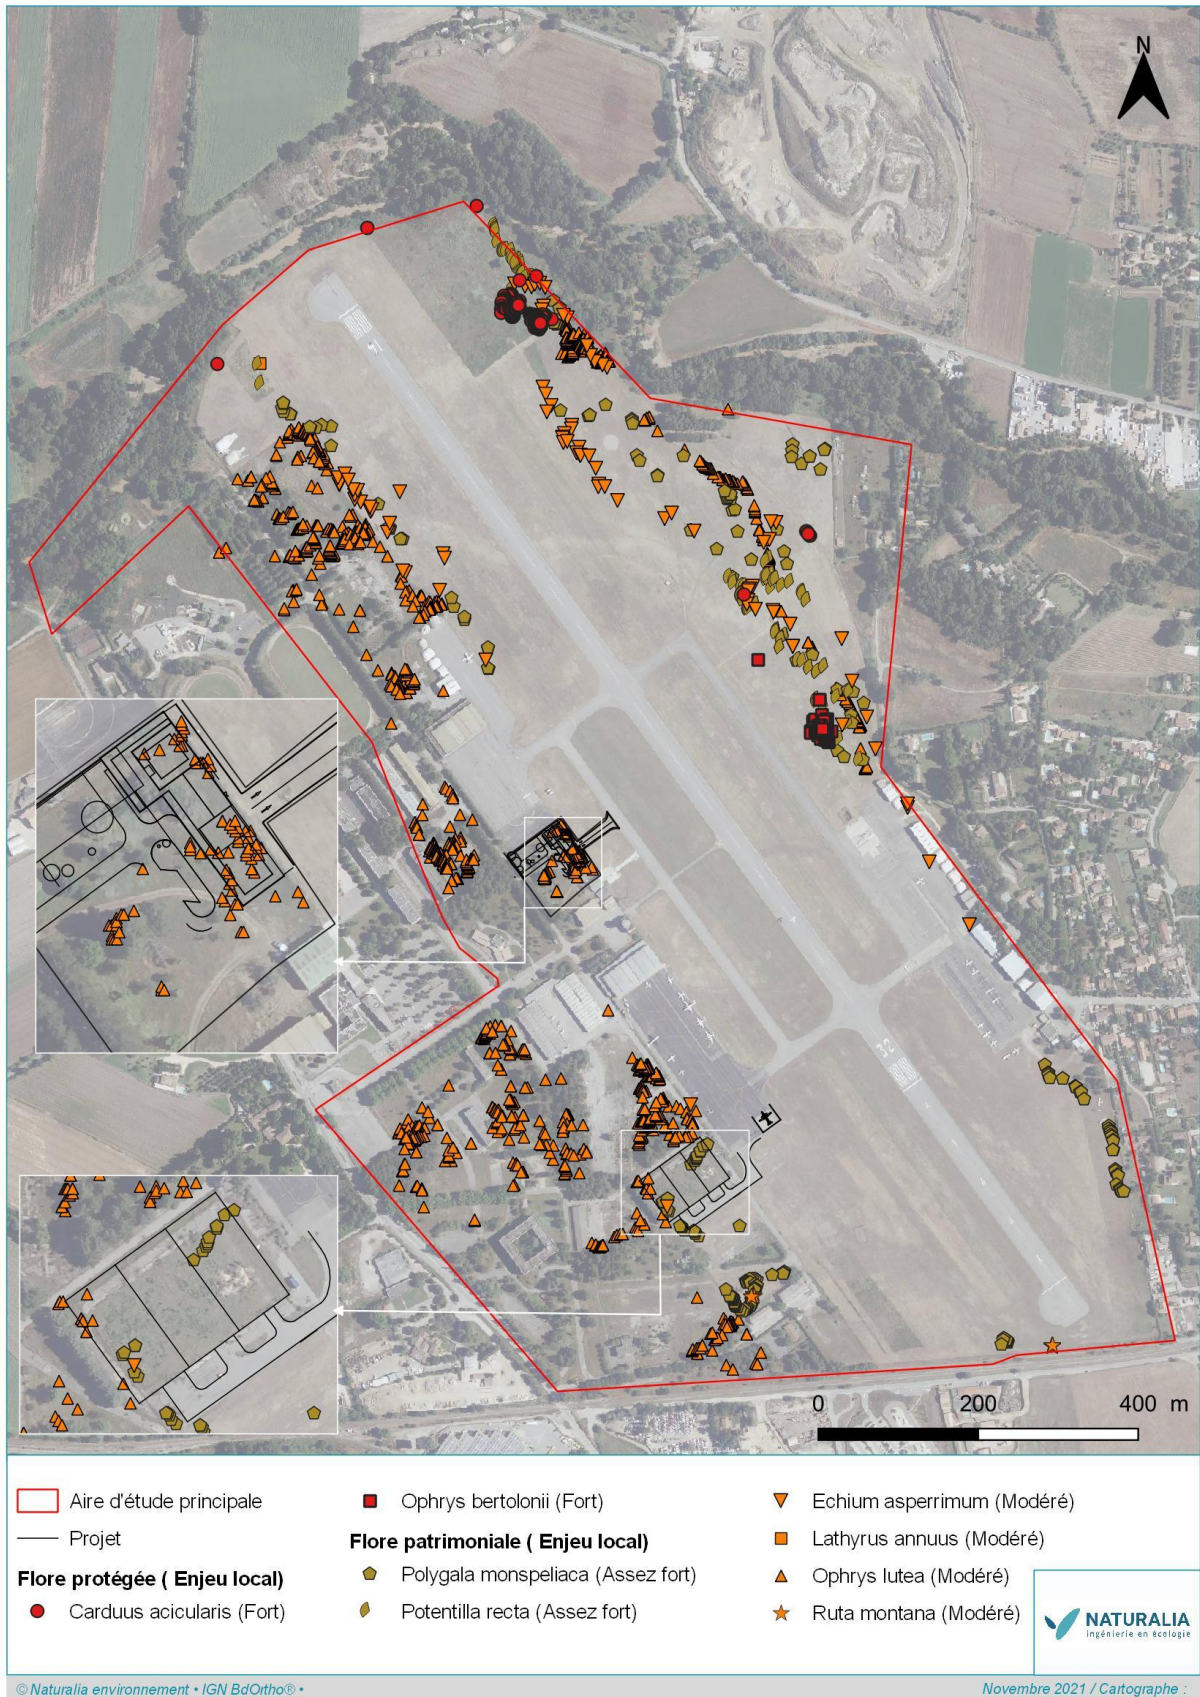 N
32
0 200 400 m
Aire d'étude principale
Projet
Flore protégée ( Enjeu local)
Carduus acicularis (Fort)
Ophrys bertolonii (Fort)
Flore patrimoniale ( Enjeu local)
Polygala monspeliaca (Assez fort)
Potentilla recta (Assez fort)
Echium asperrimum (Modéré)
Lathyrus annuus (Modéré)
Ophrys lutea (Modéré)
Ruta montana (Modéré)
NATURALIA
ingénierie en écologie
© Naturalia environnement • IGN BdOrtho® •
Novembre 2021 / Cartographe :